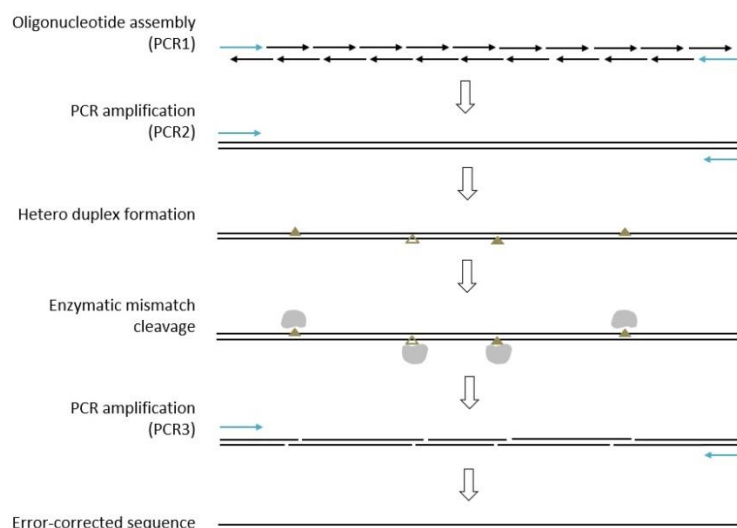 Oligonucleotide assembly
(PCR1)
PCR amplification
(PCR2)
Hetero duplex formation
Enzymatic mismatch
cleavage
PCR amplification
(PCR3)
Error-corrected sequence